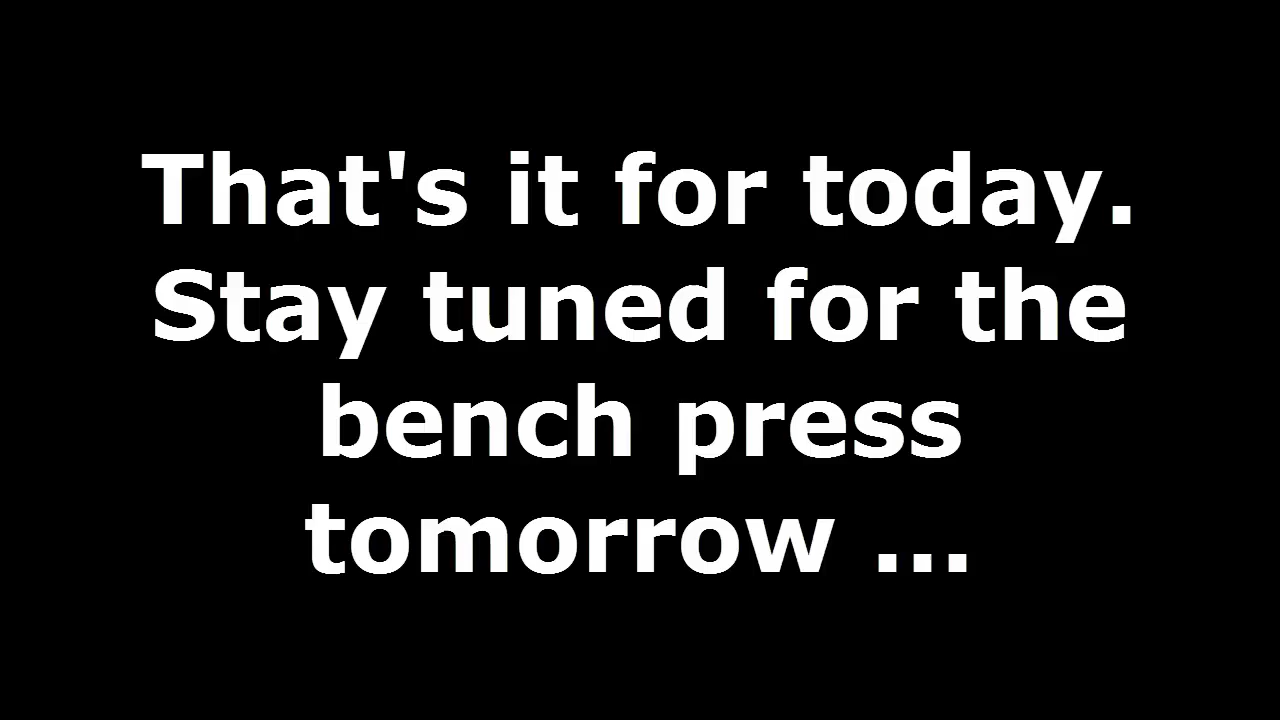 That's it for today.
Stay tuned for the
bench press
tomorrow ...